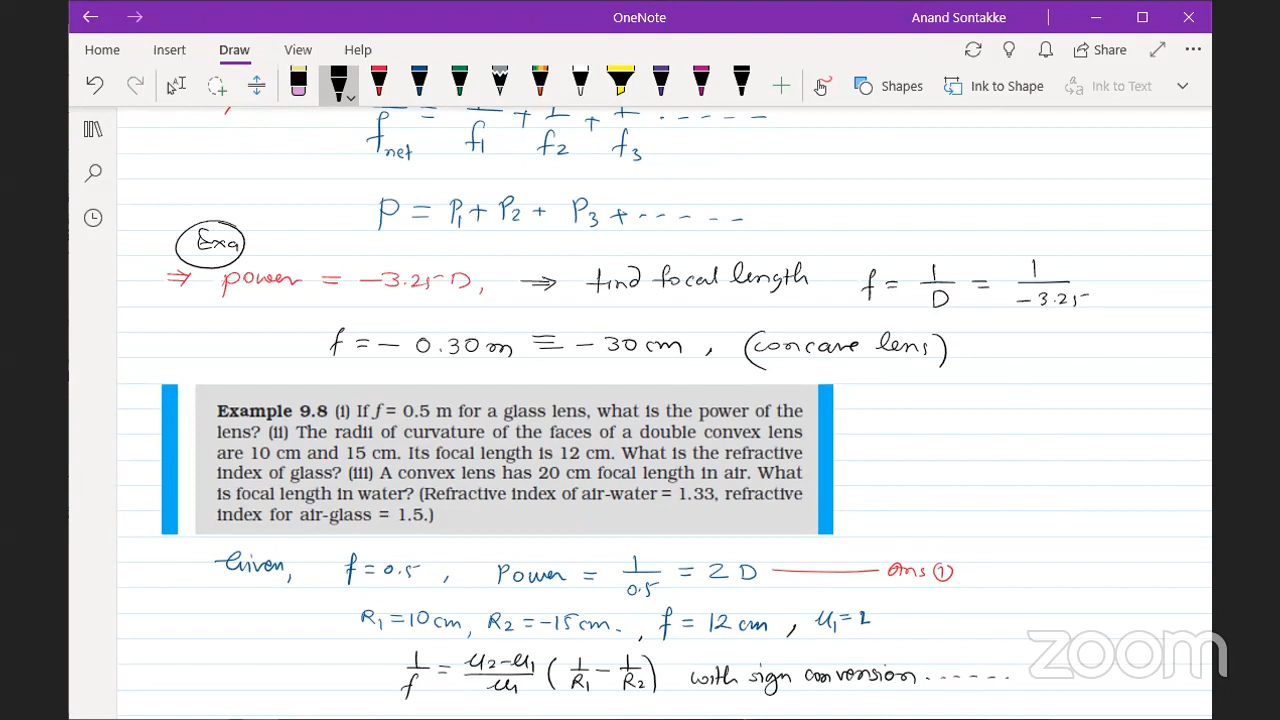 OneNote
Anand Sontakke
Home Insert Draw View Help Share
Shapes Ink to Shape Ink to Text
f net = 1/f1 + 1/f2 + 1/f3 ......
P = P1 + P2 + P3 + ......
Exa
⇒ power = -3.25 D, ⇒ find focal length f = 1/D = 1/-3.25
f = - 0.30 m ≡ - 30 cm, (concave lens)
Example 9.8 (i) If f = 0.5 m for a glass lens, what is the power of the
lens? (ii) The radii of curvature of the faces of a double convex lens
are 10 cm and 15 cm. Its focal length is 12 cm. What is the refractive
index of glass? (iii) A convex lens has 20 cm focal length in air. What
is focal length in water? (Refractive index of air-water = 1.33, refractive
index for air-glass = 1.5.)
Given, f = 0.5, Power = 1/0.5 = 2 D —— Ans ①
R1 = 10 cm, R2 = -15 cm., f = 12 cm, u1 =
1/f = u2-u1/u1 (1/R1 - 1/R2) with sign conversion ......
zoom